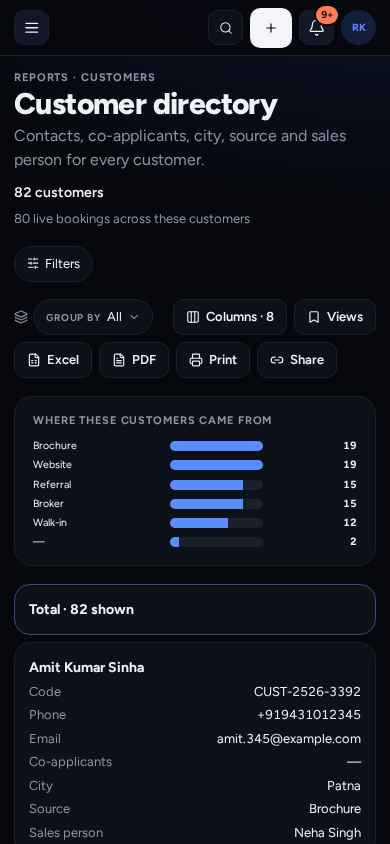 9+
RK
REPORTS · CUSTOMERS
Customer directory
Contacts, co-applicants, city, source and sales
person for every customer.
82 customers
80 live bookings across these customers
Filters
GROUP BY All
Columns · 8
Views
Excel
PDF
Print
Share
WHERE THESE CUSTOMERS CAME FROM
Brochure 19
Website 19
Referral 15
Broker 15
Walk-in 12
— 2
Total · 82 shown
Amit Kumar Sinha
Code CUST-2526-3392
Phone +919431012345
Email amit.345@example.com
Co-applicants —
City Patna
Source Brochure
Sales person Neha Singh